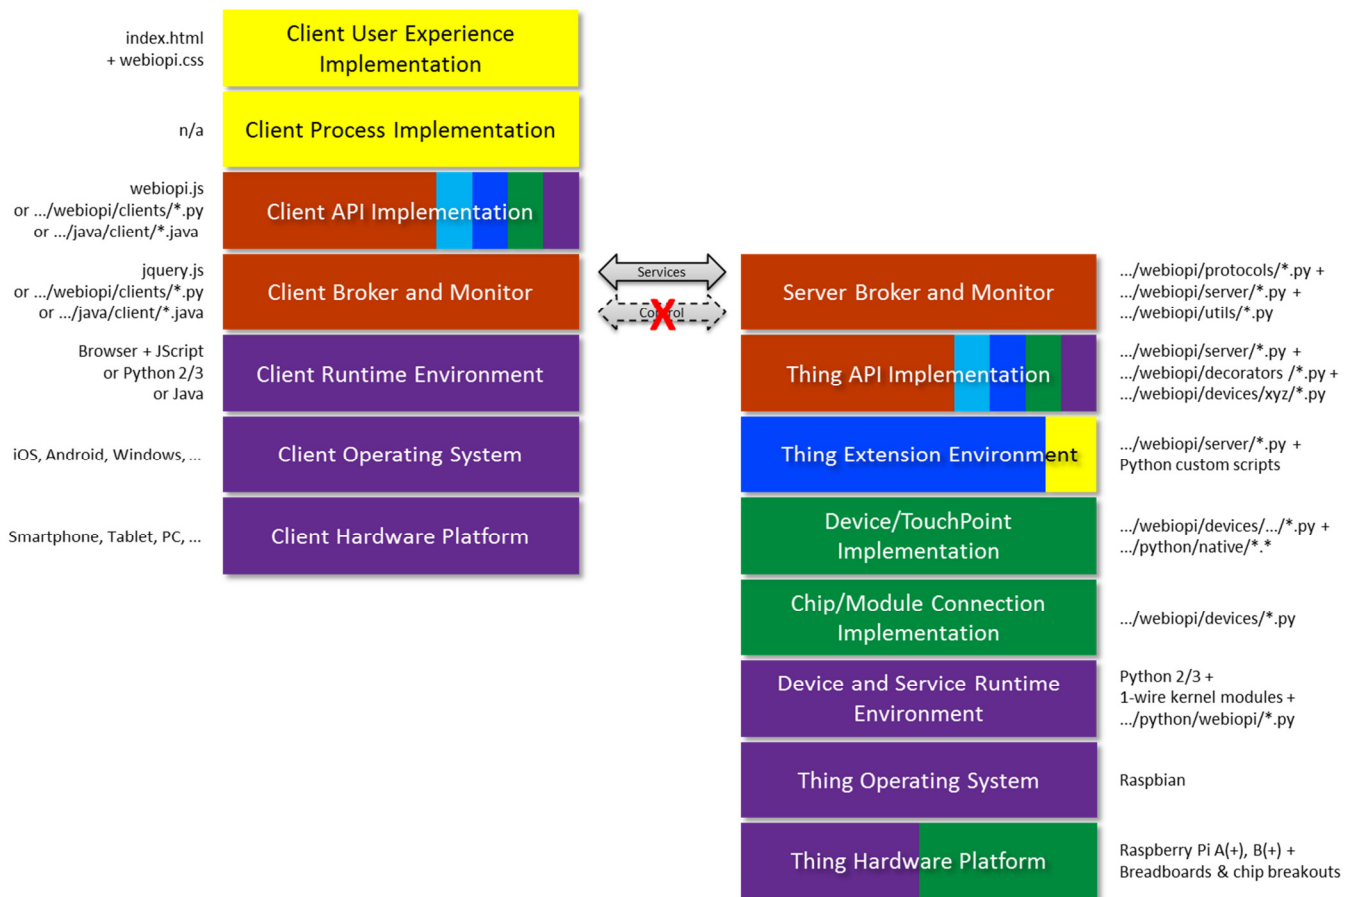 index.html
+ webiopi.css
Client User Experience
Implementation
n/a
Client Process Implementation
webiopi.js
or .../webiopi/clients/*.py
or .../java/client/*.java
Client API Implementation
jquery.js
or .../webiopi/clients/*.py
or .../java/client/*.java
Client Broker and Monitor
Services
Control
X
Server Broker and Monitor
.../webiopi/protocols/*.py +
.../webiopi/server/*.py +
.../webiopi/utils/*.py
Browser + JScript
or Python 2/3
or Java
Client Runtime Environment
Thing API Implementation
.../webiopi/server/*.py +
.../webiopi/decorators /*.py +
.../webiopi/devices/xyz/*.py
iOS, Android, Windows, ...
Client Operating System
Thing Extension Environment
.../webiopi/server/*.py +
Python custom scripts
Smartphone, Tablet, PC, ...
Client Hardware Platform
Device/TouchPoint
Implementation
.../webiopi/devices/.../*.py +
.../python/native/*.*
Chip/Module Connection
Implementation
.../webiopi/devices/*.py
Device and Service Runtime
Environment
Python 2/3 +
1-wire kernel modules +
.../python/webiopi/*.py
Thing Operating System
Raspbian
Thing Hardware Platform
Raspberry Pi A(+), B(+) +
Breadboards & chip breakouts